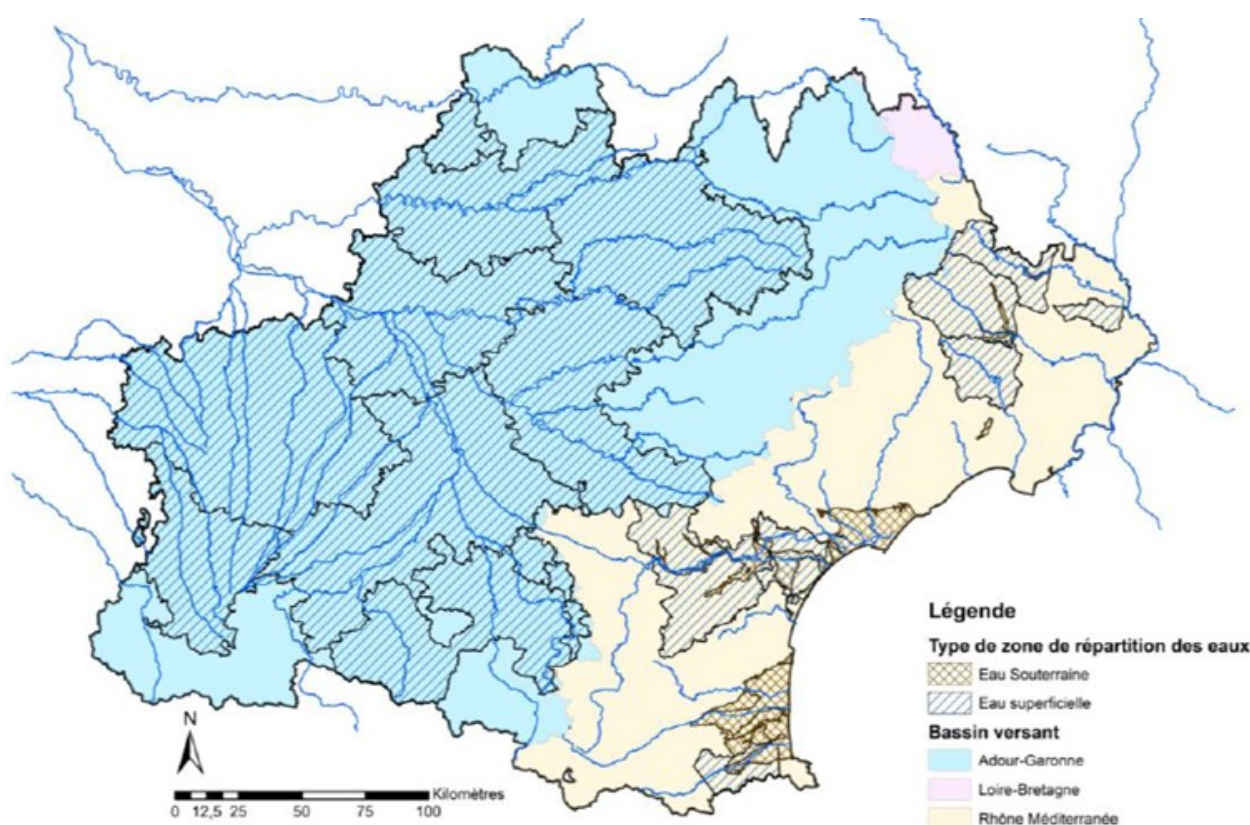 Légende
Type de zone de répartition des eaux
Eau Souterraine
Eau superficielle
Bassin versant
Adour-Garonne
Loire-Bretagne
Rhône Méditerranée
N
Kilomètres
0 12,5 25 50 75 100